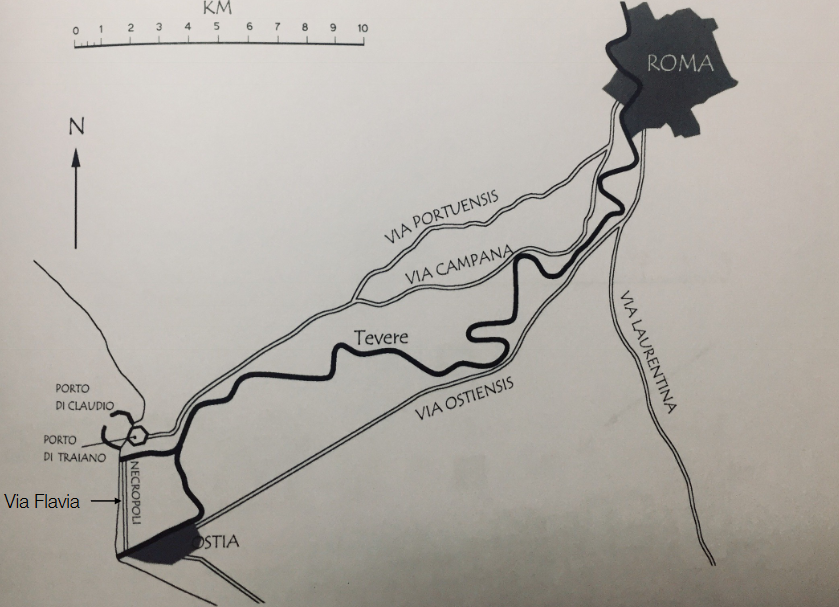 KM
0 1 2 3 4 5 6 7 8 9 10
ROMA
N
VIA PORTUENSIS
VIA CAMPANA
VIA LAURENTINA
Tevere
PORTO
DI CLAUDIO
VIA OSTIENSIS
PORTO
DI TRAIANO
NECROPOLI
Via Flavia
OSTIA